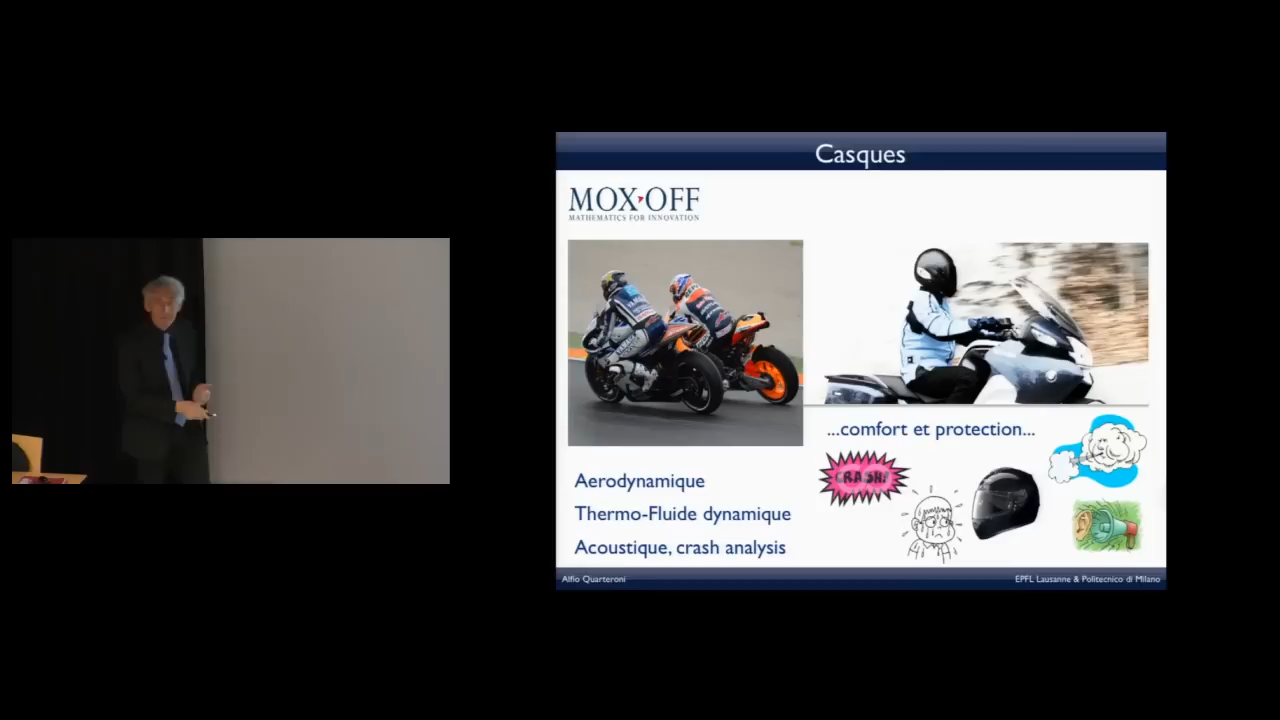 Casques
MOX OFF
MATHEMATICS FOR INNOVATION
...comfort et protection...
CRASH!
Aerodynamique
Thermo-Fluide dynamique
Acoustique, crash analysis
Alfio Quarteroni
EPFL Lausanne & Politecnico di Milano